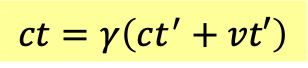 ct = γ(ct′ + vt′)